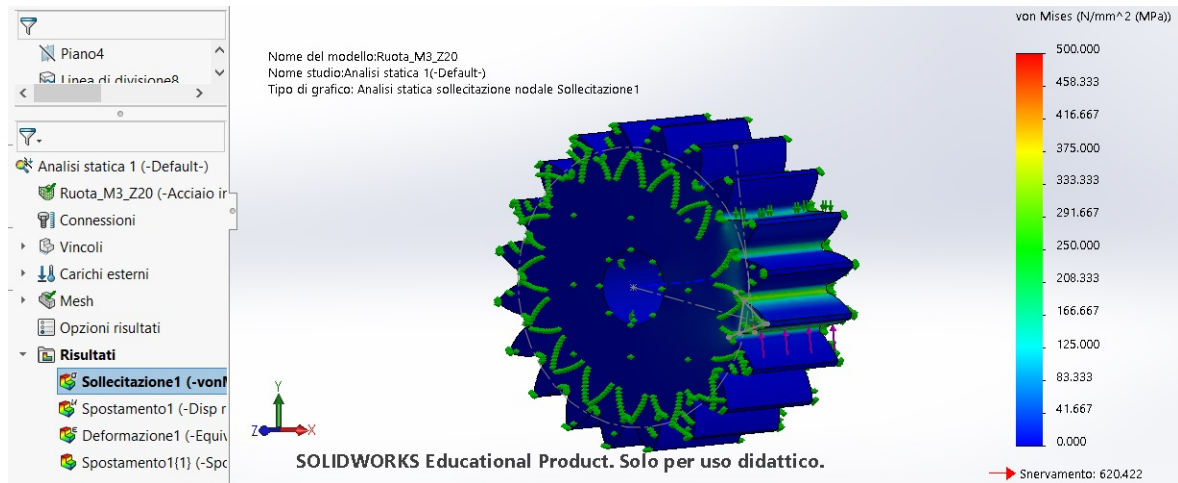 Piano4
Linea di divisione8
Analisi statica 1 (-Default-)
Ruota_M3_Z20 (-Acciaio in
Connessioni
Vincoli
Carichi esterni
Mesh
Opzioni risultati
Risultati
Sollecitazione1 (-vonM
Spostamento1 (-Disp r
Deformazione1 (-Equiv
Spostamento1{1} (-Spo
Nome del modello:Ruota_M3_Z20
Nome studio:Analisi statica 1(-Default-)
Tipo di grafico: Analisi statica sollecitazione nodale Sollecitazione1
Y
Z
X
SOLIDWORKS Educational Product. Solo per uso didattico.
von Mises (N/mm^2 (MPa))
500.000
458.333
416.667
375.000
333.333
291.667
250.000
208.333
166.667
125.000
83.333
41.667
0.000
Snervamento: 620.422